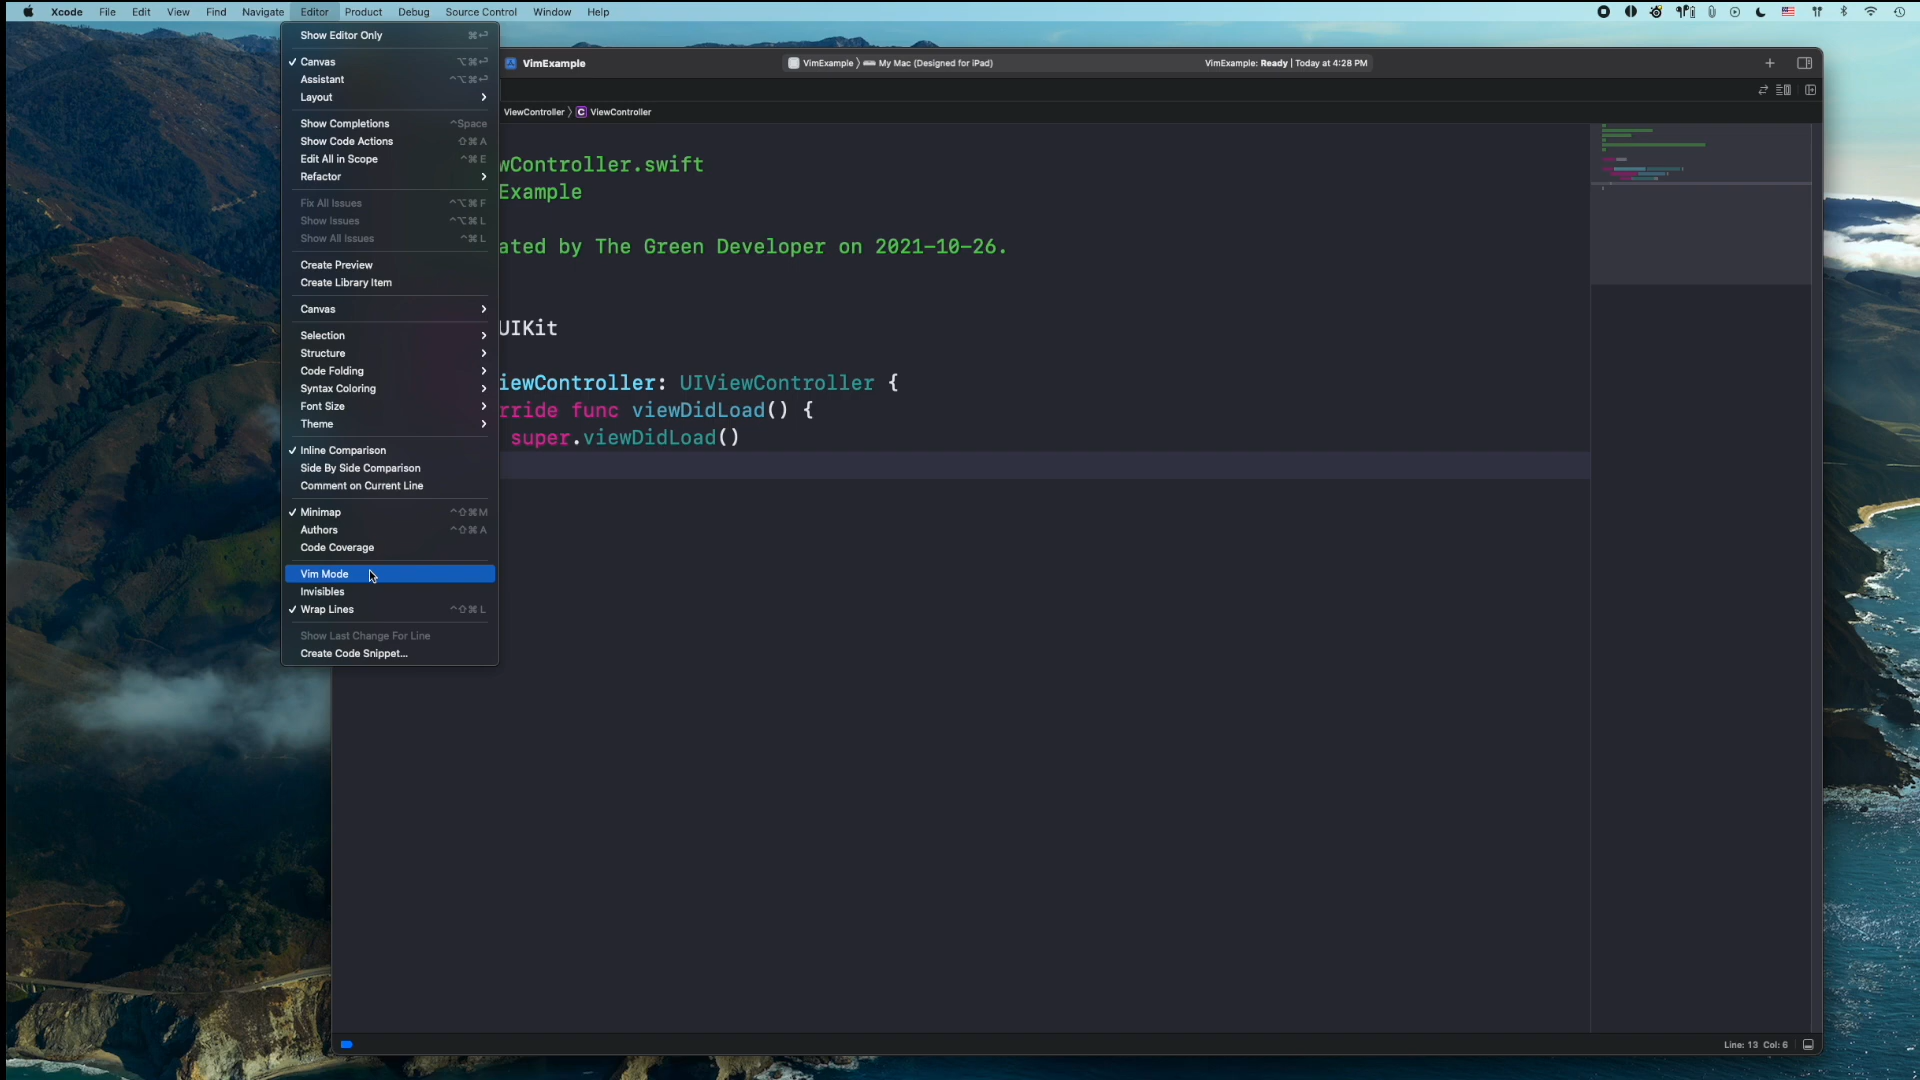 Xcode File Edit View Find Navigate Editor Product Debug Source Control Window Help
Show Editor Only ⌘↩
✓ Canvas ⌥⌘↩
Assistant ^⌥⌘↩
Layout >
Show Completions ^Space
Show Code Actions ⇧⌘A
Edit All in Scope ^⌘E
Refactor >
Fix All Issues ^⌥⌘F
Show Issues ^⌥⌘L
Show All Issues ^⌘L
Create Preview
Create Library Item
Canvas >
Selection >
Structure >
Code Folding >
Syntax Coloring >
Font Size >
Theme >
✓ Inline Comparison
Side By Side Comparison
Comment on Current Line
✓ Minimap ^⇧⌘M
Authors ^⇧⌘A
Code Coverage
Vim Mode
Invisibles
✓ Wrap Lines ^⇧⌘L
Show Last Change For Line
Create Code Snippet...
VimExample
VimExample 〉 My Mac (Designed for iPad)
VimExample: Ready | Today at 4:28 PM
ViewController 〉 C ViewController
wController.swift
Example
ated by The Green Developer on 2021-10-26.
UIKit
iewController: UIViewController {
rride func viewDidLoad() {
super.viewDidLoad()
Line: 13 Col: 6